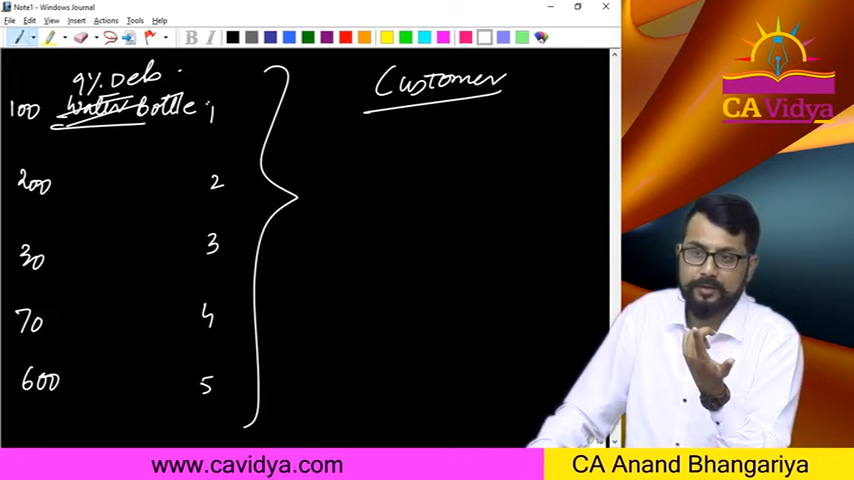 Note1 - Windows Journal
File Edit View Insert Actions Tools Help
9% Deb.
100 Water Bottle 1
200 2
30 3
70 4
600 5
Customer
CA Vidya
www.cavidya.com
CA Anand Bhangariya